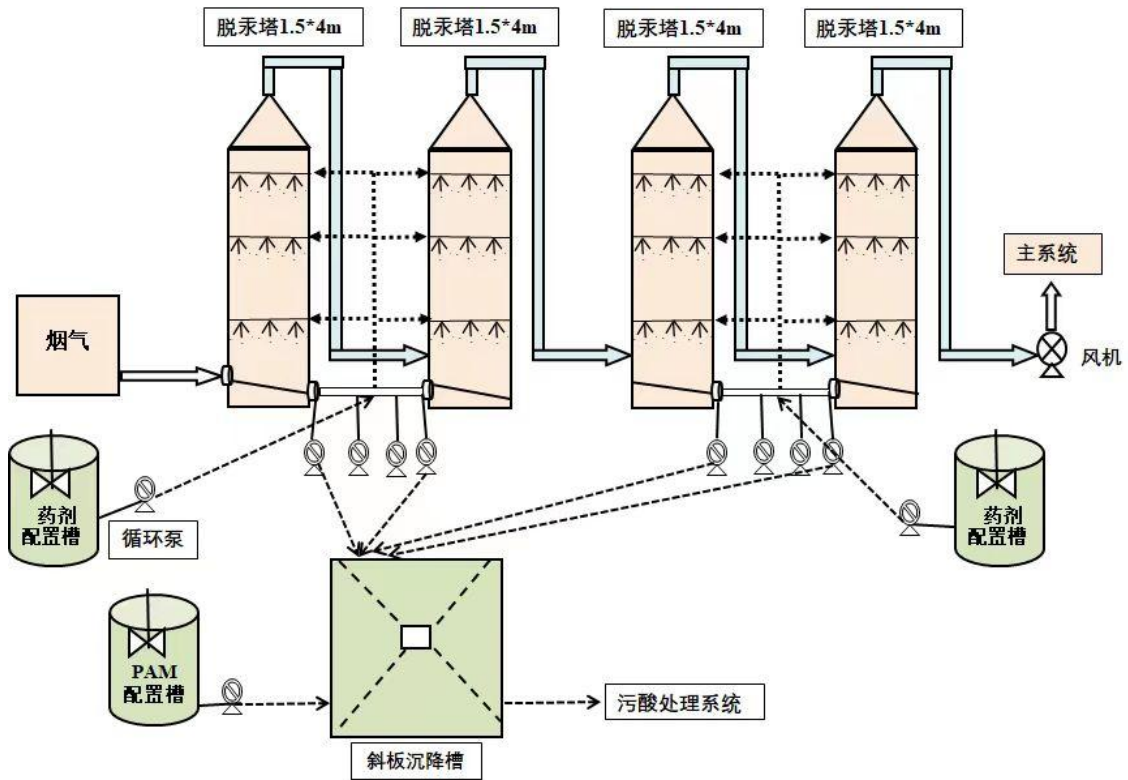 脱汞塔1.5*4m
脱汞塔1.5*4m
脱汞塔1.5*4m
脱汞塔1.5*4m
主系统
烟气
风机
药剂
配置槽
循环泵
药剂
配置槽
PAM
配置槽
污酸处理系统
斜板沉降槽